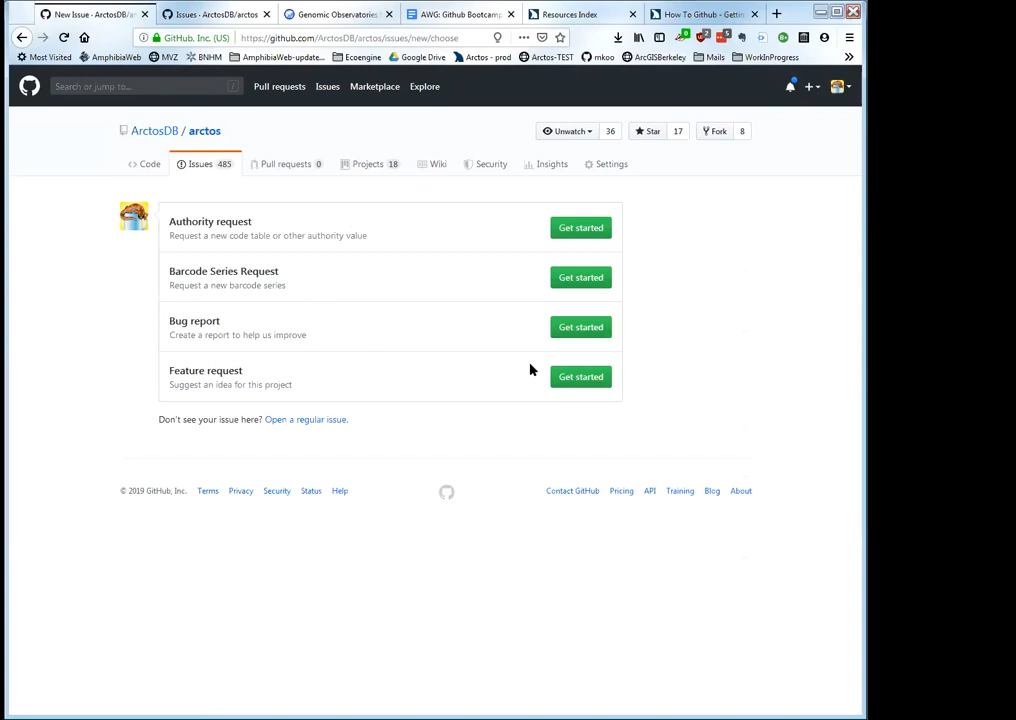 New Issue · ArctosDB/arctos
Issues · ArctosDB/arctos
Genomic Observatories
AWG: Github Bootcamp
Resources Index
How To Github - Gettin
GitHub, Inc. (US)
https://github.com/ArctosDB/arctos/issues/new/choose
Most Visited
AmphibiaWeb
MVZ
BNHM
AmphibiaWeb-update...
Ecoengine
Google Drive
Arctos - prod
Arctos-TEST
mkoo
ArcGISBerkeley
Mails
WorkInProgress
Search or jump to...
/
Pull requests
Issues
Marketplace
Explore
ArctosDB / arctos
Unwatch 36
Star 17
Fork 8
Code
Issues 485
Pull requests 0
Projects 18
Wiki
Security
Insights
Settings
Authority request
Request a new code table or other authority value
Get started
Barcode Series Request
Request a new barcode series
Get started
Bug report
Create a report to help us improve
Get started
Feature request
Suggest an idea for this project
Get started
Don't see your issue here? Open a regular issue.
© 2019 GitHub, Inc.
Terms
Privacy
Security
Status
Help
Contact GitHub
Pricing
API
Training
Blog
About